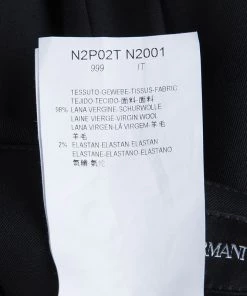 N2P02T N2001
999 IT
TESSUTO-GEWEBE-TISSUS-FABRIC
TEJIDO-TECIDO-面料-面料
98% LANA VERGINE-SCHURWOLLE
LAINE VIERGE-VIRGIN WOOL
LANA VIRGEN-LÃ VIRGEM-羊毛
羊毛
2% ELASTAN-ELASTAN-ELASTAN
ELASTANE-ELASTANO-ELASTANO
RMANI